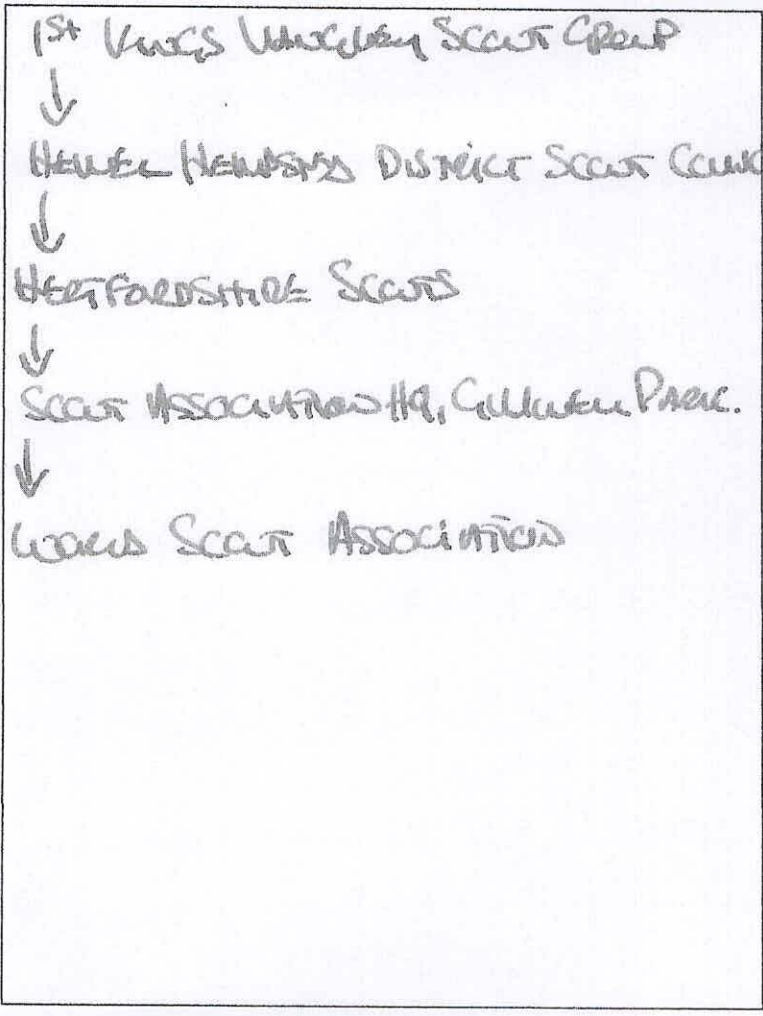 1st Kings Langley Scout Group
↓
Hemel Hempstead District Scout Counc
↓
Hertfordshire Scouts
↓
Scout Association HQ, Gilwell Park.
↓
World Scout Association